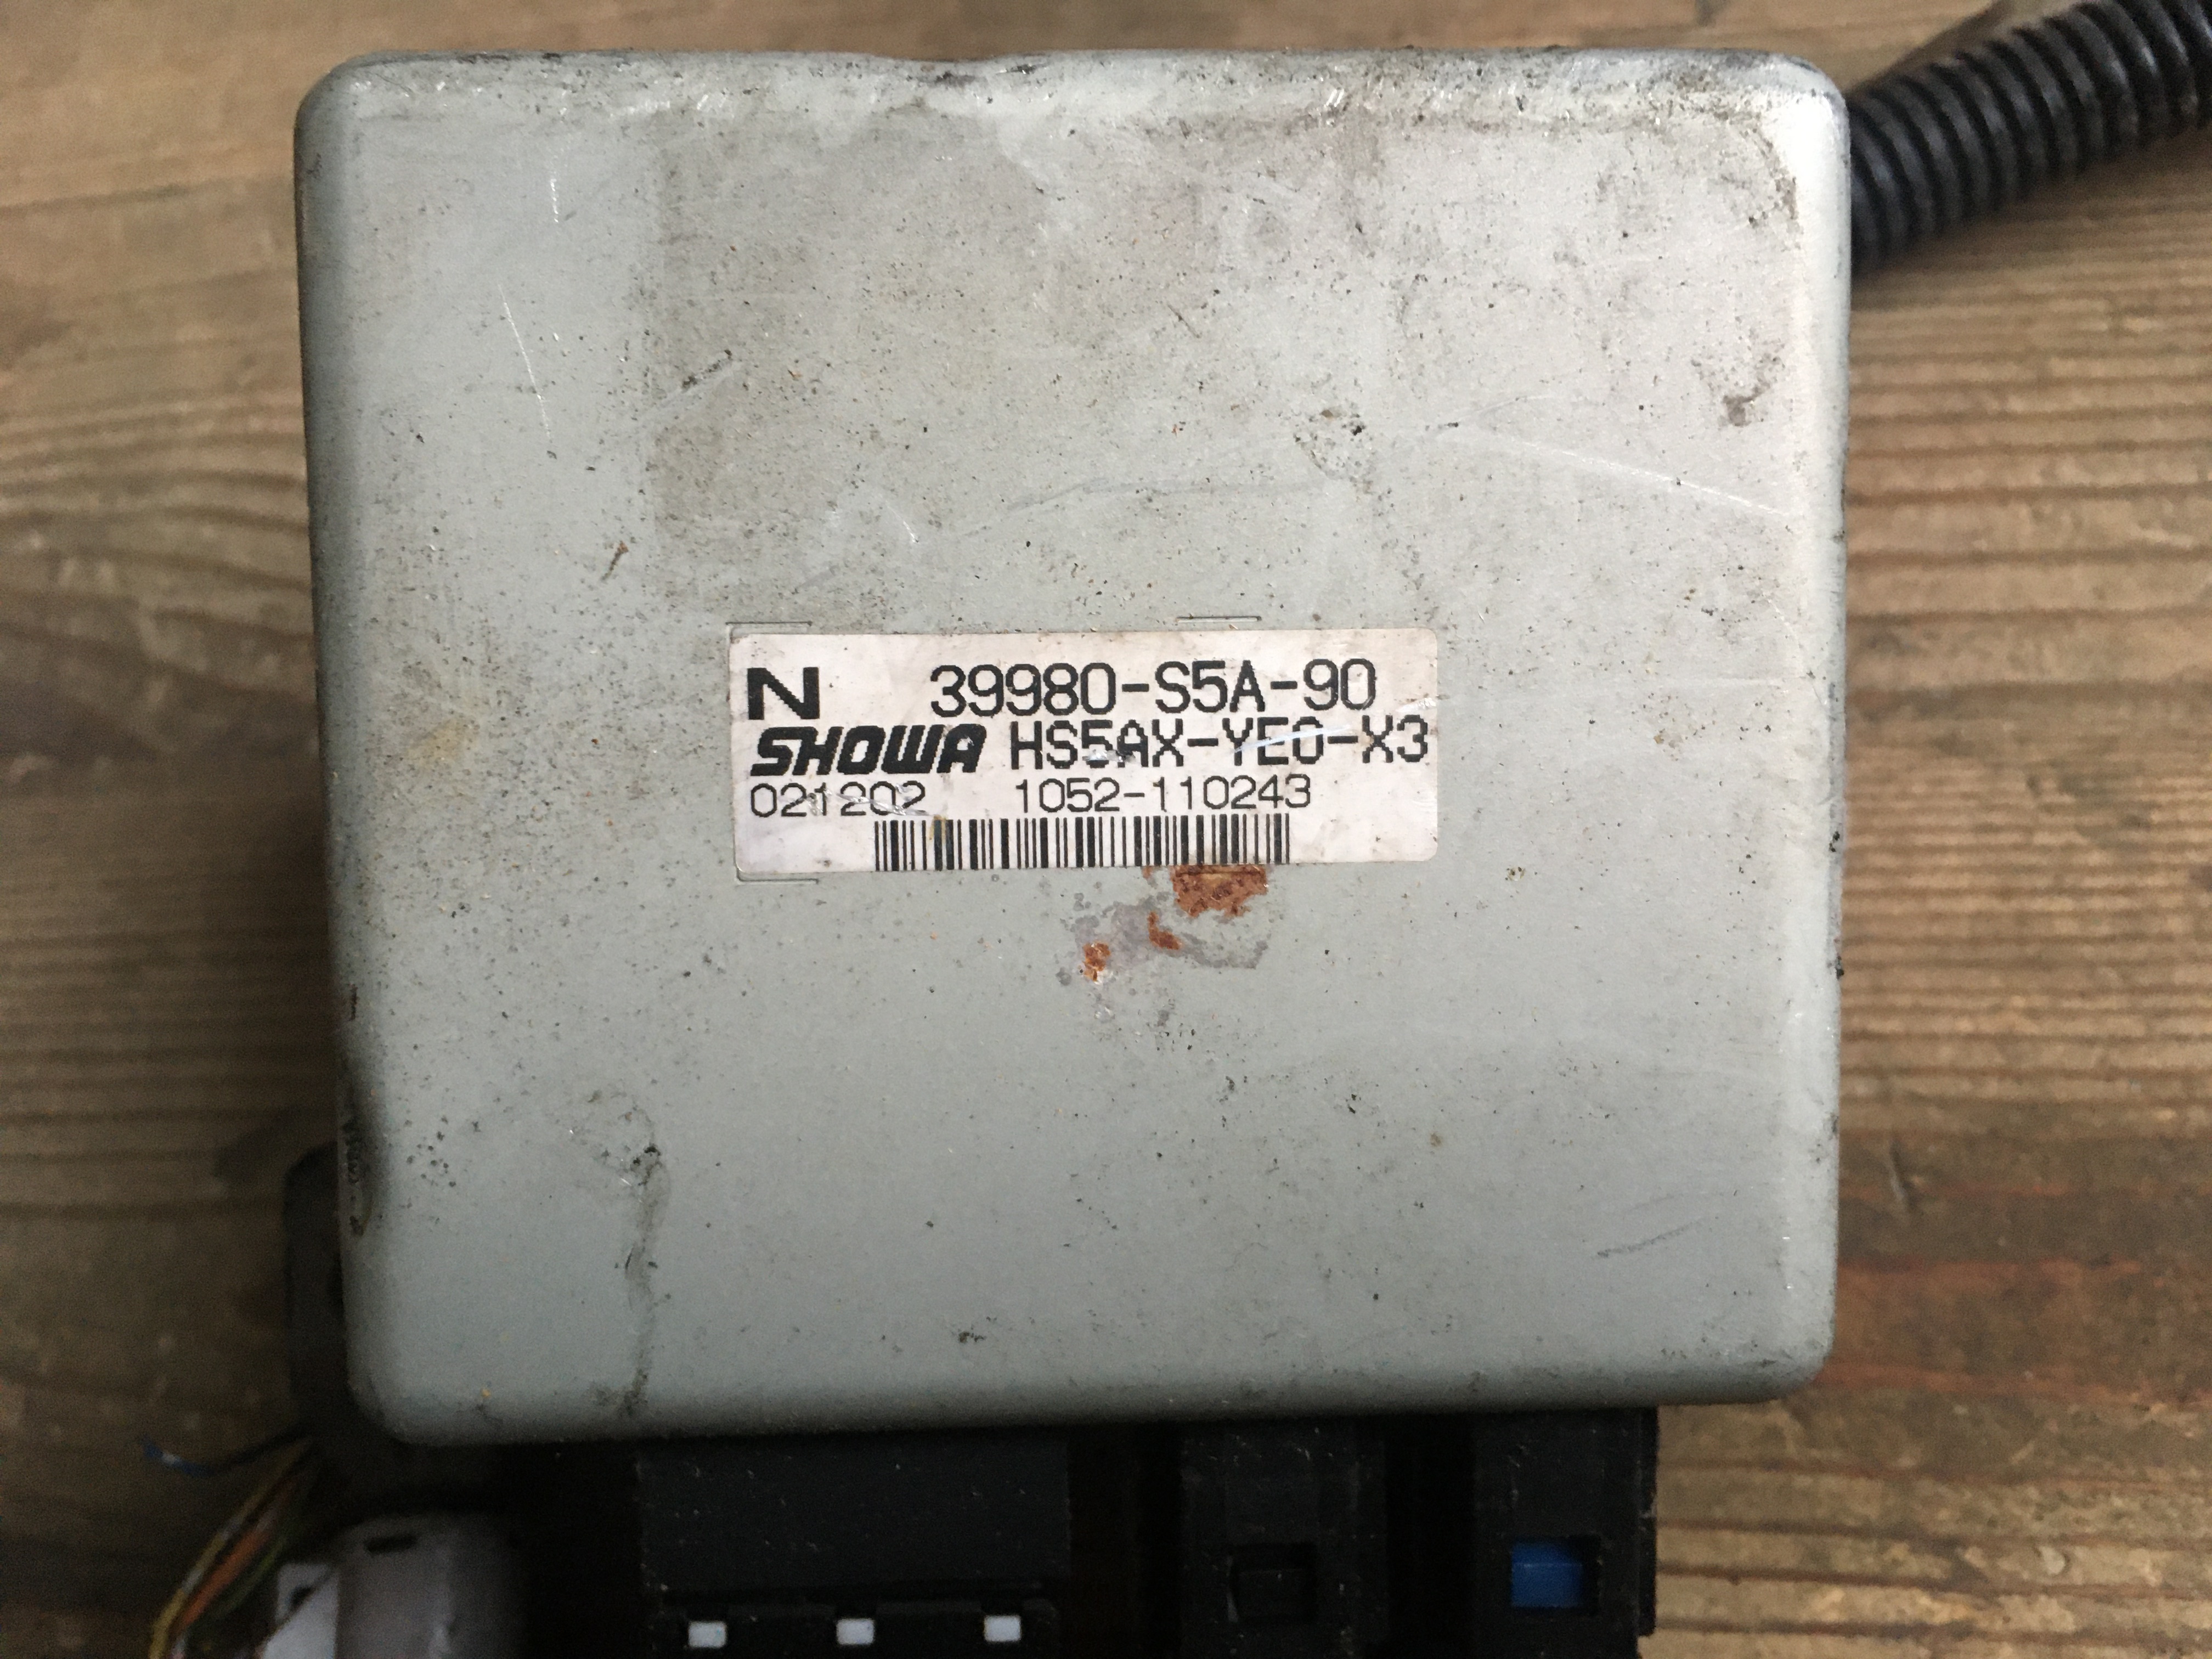 N 39980-S5A-90
SHOWA HS5AX-YE0-X3
021202 1052-110243